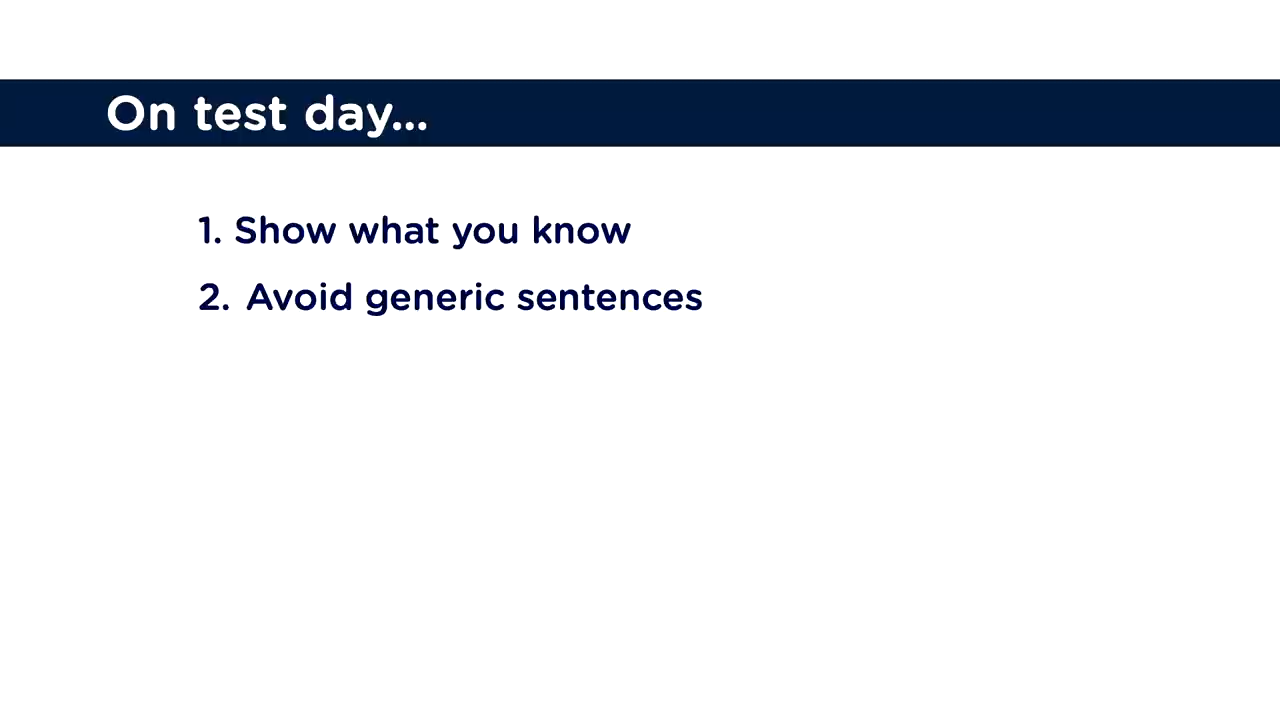 On test day...
1. Show what you know
2. Avoid generic sentences